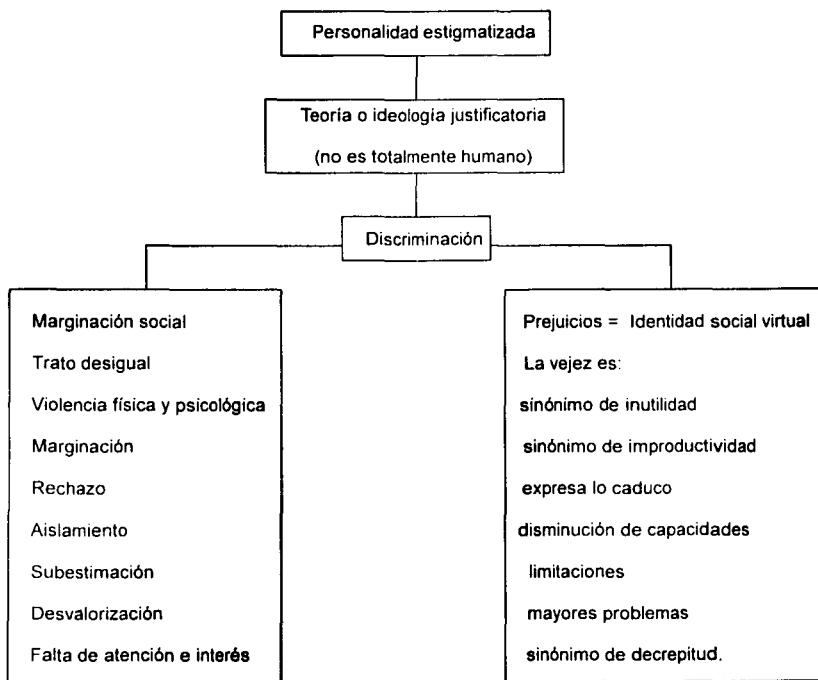 Personalidad estigmatizada
Teoría o ideología justificatoria
(no es totalmente humano)
Discriminación
Marginación social
Trato desigual
Violencia física y psicológica
Marginación
Rechazo
Aislamiento
Subestimación
Desvalorización
Falta de atención e interés
Prejuicios = Identidad social virtual
La vejez es:
sinónimo de inutilidad
sinónimo de improductividad
expresa lo caduco
disminución de capacidades
limitaciones
mayores problemas
sinónimo de decrepitud.